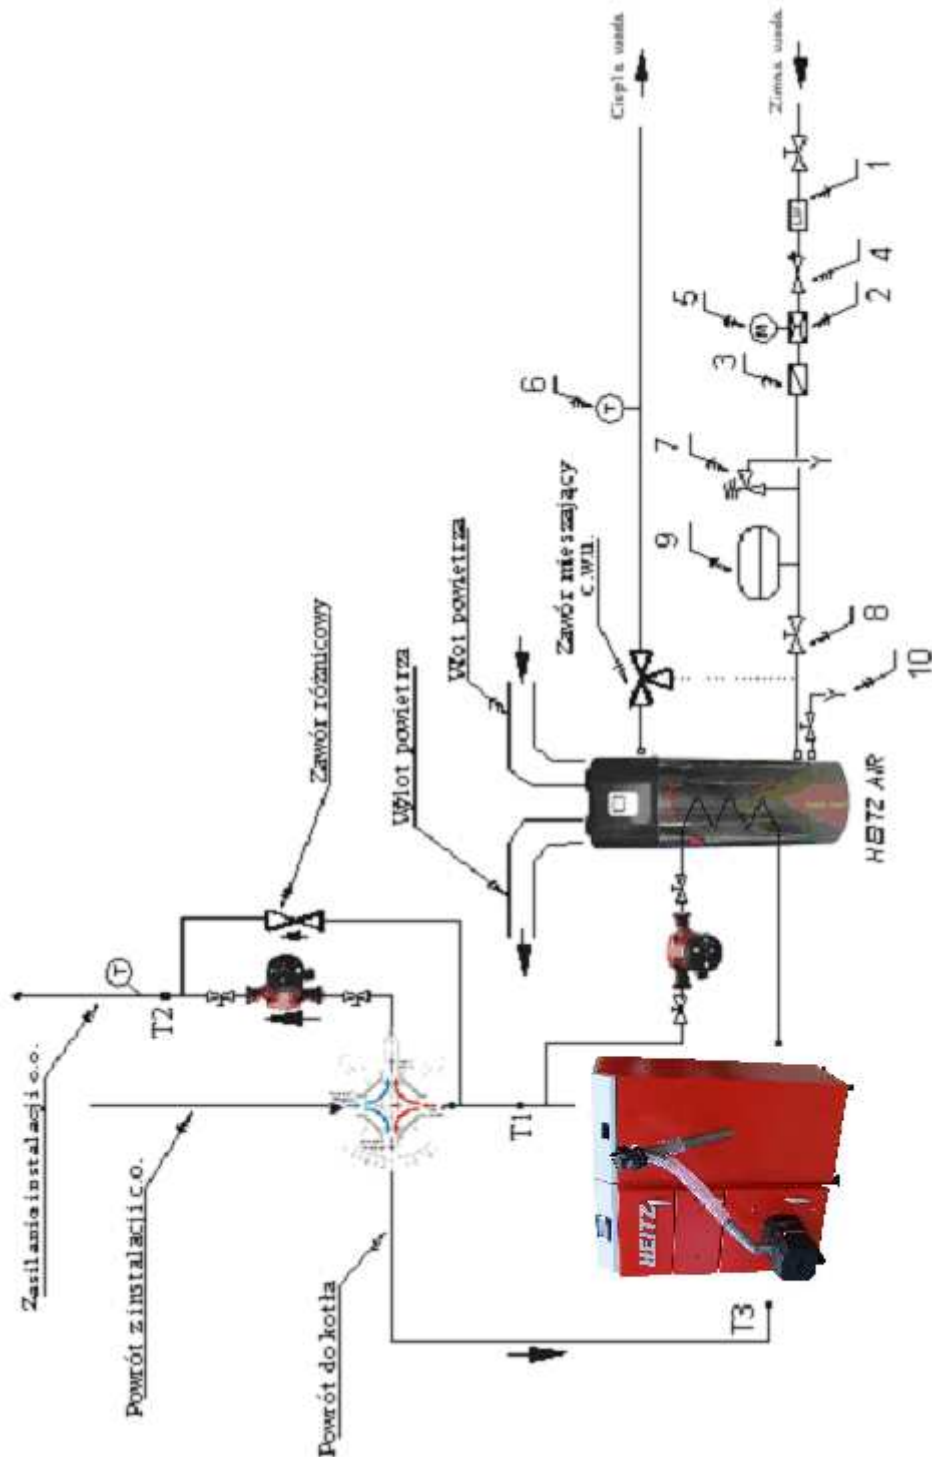 Zasilanie instalacji c.o.
Powrót z instalacji c.o.
Powrót do kotła
T
T2
Zawór różnicowy
Wylot powietrza
Wlot powietrza
Zawór mieszający
c.w.u.
T1
T3
HEITZ
HEITZ AIR
Ciepla woda
Zimna woda
T
M
1
2
3
4
5
6
7
8
9
10